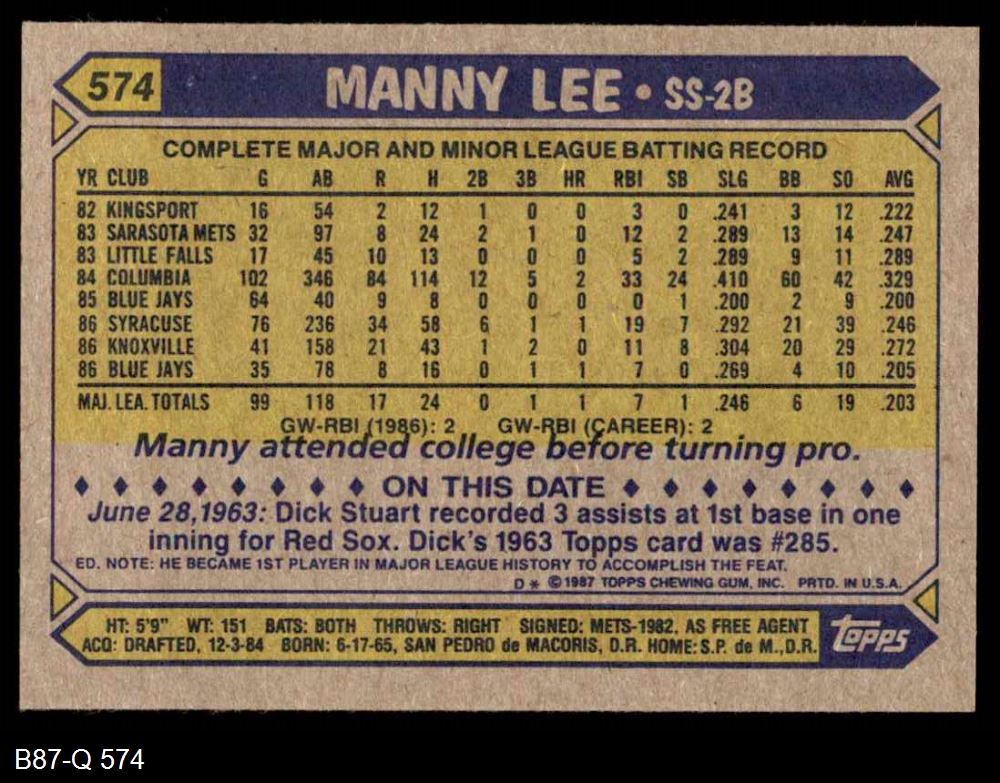 574 MANNY LEE • SS-2B
COMPLETE MAJOR AND MINOR LEAGUE BATTING RECORD
YR CLUB G AB R H 2B 3B HR RBI SB SLG BB SO AVG
82 KINGSPORT 16 54 2 12 1 0 0 3 0 .241 3 12 .222
83 SARASOTA METS 32 97 8 24 2 1 0 12 2 .289 13 14 .247
83 LITTLE FALLS 17 45 10 13 0 0 0 5 2 .289 9 11 .289
84 COLUMBIA 102 346 84 114 12 5 2 33 24 .410 60 42 .329
85 BLUE JAYS 64 40 9 8 0 0 0 0 1 .200 2 9 .200
86 SYRACUSE 76 236 34 58 6 1 1 19 7 .292 21 39 .246
86 KNOXVILLE 41 158 21 43 1 2 0 11 8 .304 20 29 .272
86 BLUE JAYS 35 78 8 16 0 1 1 7 0 .269 4 10 .205
MAJ. LEA. TOTALS 99 118 17 24 0 1 1 7 1 .246 6 19 .203
GW-RBI (1986): 2 GW-RBI (CAREER): 2
Manny attended college before turning pro.
ON THIS DATE
June 28, 1963: Dick Stuart recorded 3 assists at 1st base in one
inning for Red Sox. Dick's 1963 Topps card was #285.
ED. NOTE: HE BECAME 1ST PLAYER IN MAJOR LEAGUE HISTORY TO ACCOMPLISH THE FEAT.
D * © 1987 TOPPS CHEWING GUM, INC. PRTD. IN U.S.A.
HT: 5'9" WT: 151 BATS: BOTH THROWS: RIGHT SIGNED: METS-1982, AS FREE AGENT
ACQ: DRAFTED, 12-3-84 BORN: 6-17-65, SAN PEDRO de MACORIS, D.R. HOME: S.P. de M., D.R.
topps
B87-Q 574